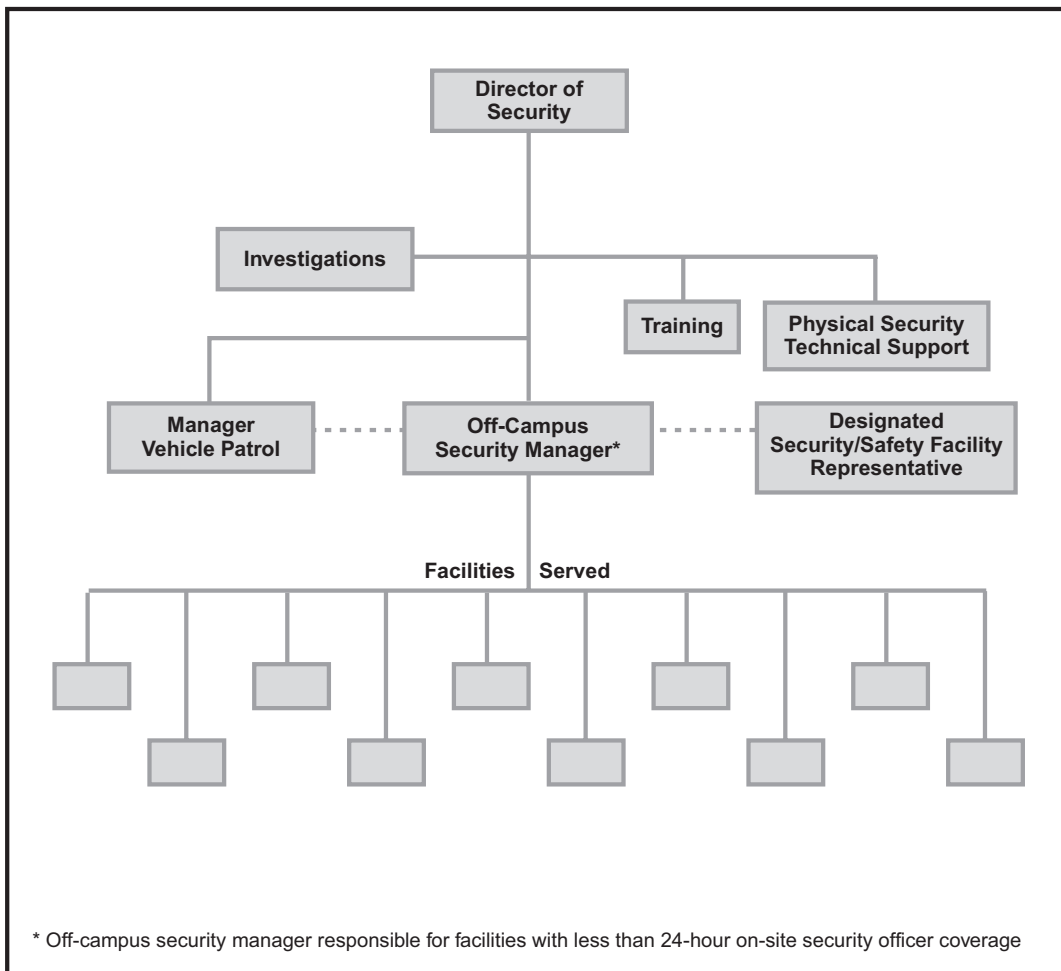 Director of
Security
Investigations
Training
Physical Security
Technical Support
Manager
Vehicle Patrol
Off-Campus
Security Manager*
Designated
Security/Safety Facility
Representative
Facilities Served
* Off-campus security manager responsible for facilities with less than 24-hour on-site security officer coverage